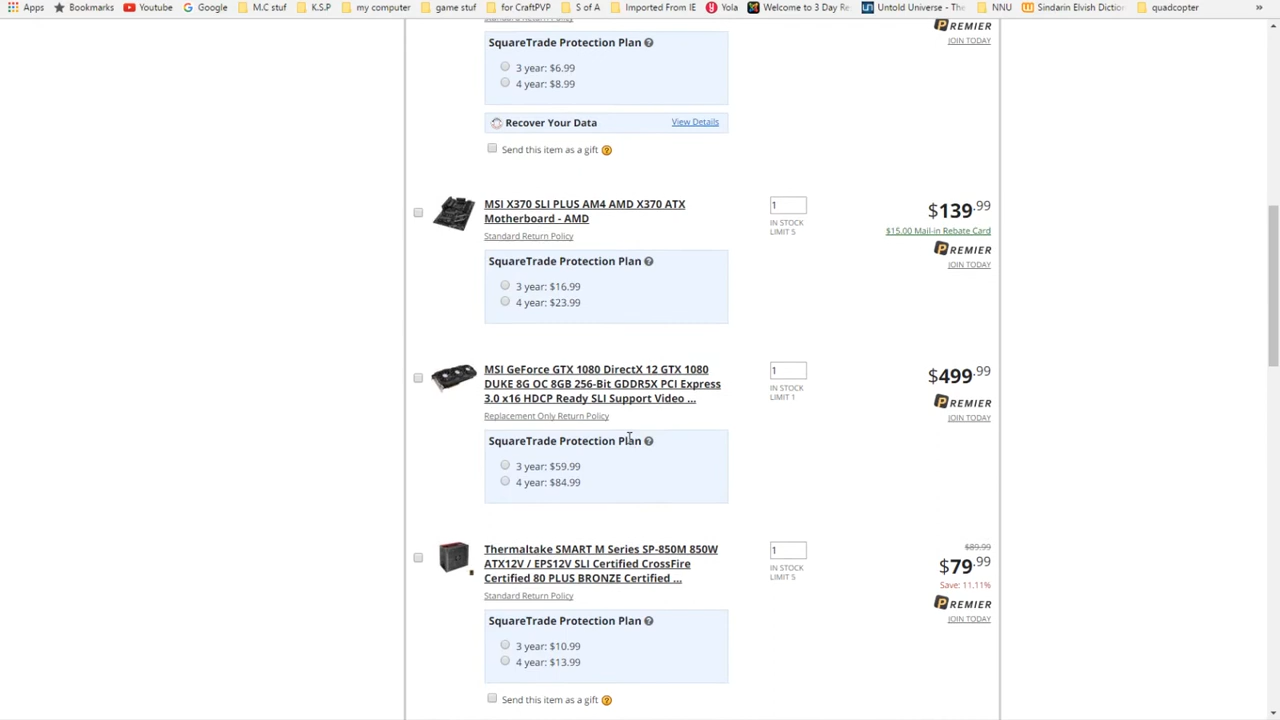 Apps Bookmarks Youtube Google M.C stuf K.S.P my computer game stuf for CraftPVP S of A Imported From IE Yola Welcome to 3 Day Re Untold Universe - The NNU Sindarin Elvish Diction quadcopter »
Standard Return Policy
PREMIER
JOIN TODAY
SquareTrade Protection Plan ?
3 year: $6.99
4 year: $8.99
Recover Your Data View Details
Send this item as a gift ?
MSI X370 SLI PLUS AM4 AMD X370 ATX
Motherboard - AMD
Standard Return Policy
1
IN STOCK
LIMIT 5
$139.99
$15.00 Mail-in Rebate Card
PREMIER
JOIN TODAY
SquareTrade Protection Plan ?
3 year: $16.99
4 year: $23.99
MSI GeForce GTX 1080 DirectX 12 GTX 1080
DUKE 8G OC 8GB 256-Bit GDDR5X PCI Express
3.0 x16 HDCP Ready SLI Support Video ...
Replacement Only Return Policy
1
IN STOCK
LIMIT 1
$499.99
PREMIER
JOIN TODAY
SquareTrade Protection Plan ?
3 year: $59.99
4 year: $84.99
Thermaltake SMART M Series SP-850M 850W
ATX12V / EPS12V SLI Certified CrossFire
Certified 80 PLUS BRONZE Certified ...
Standard Return Policy
1
IN STOCK
LIMIT 5
$89.99
$79.99
Save: 11.11%
PREMIER
JOIN TODAY
SquareTrade Protection Plan ?
3 year: $10.99
4 year: $13.99
Send this item as a gift ?